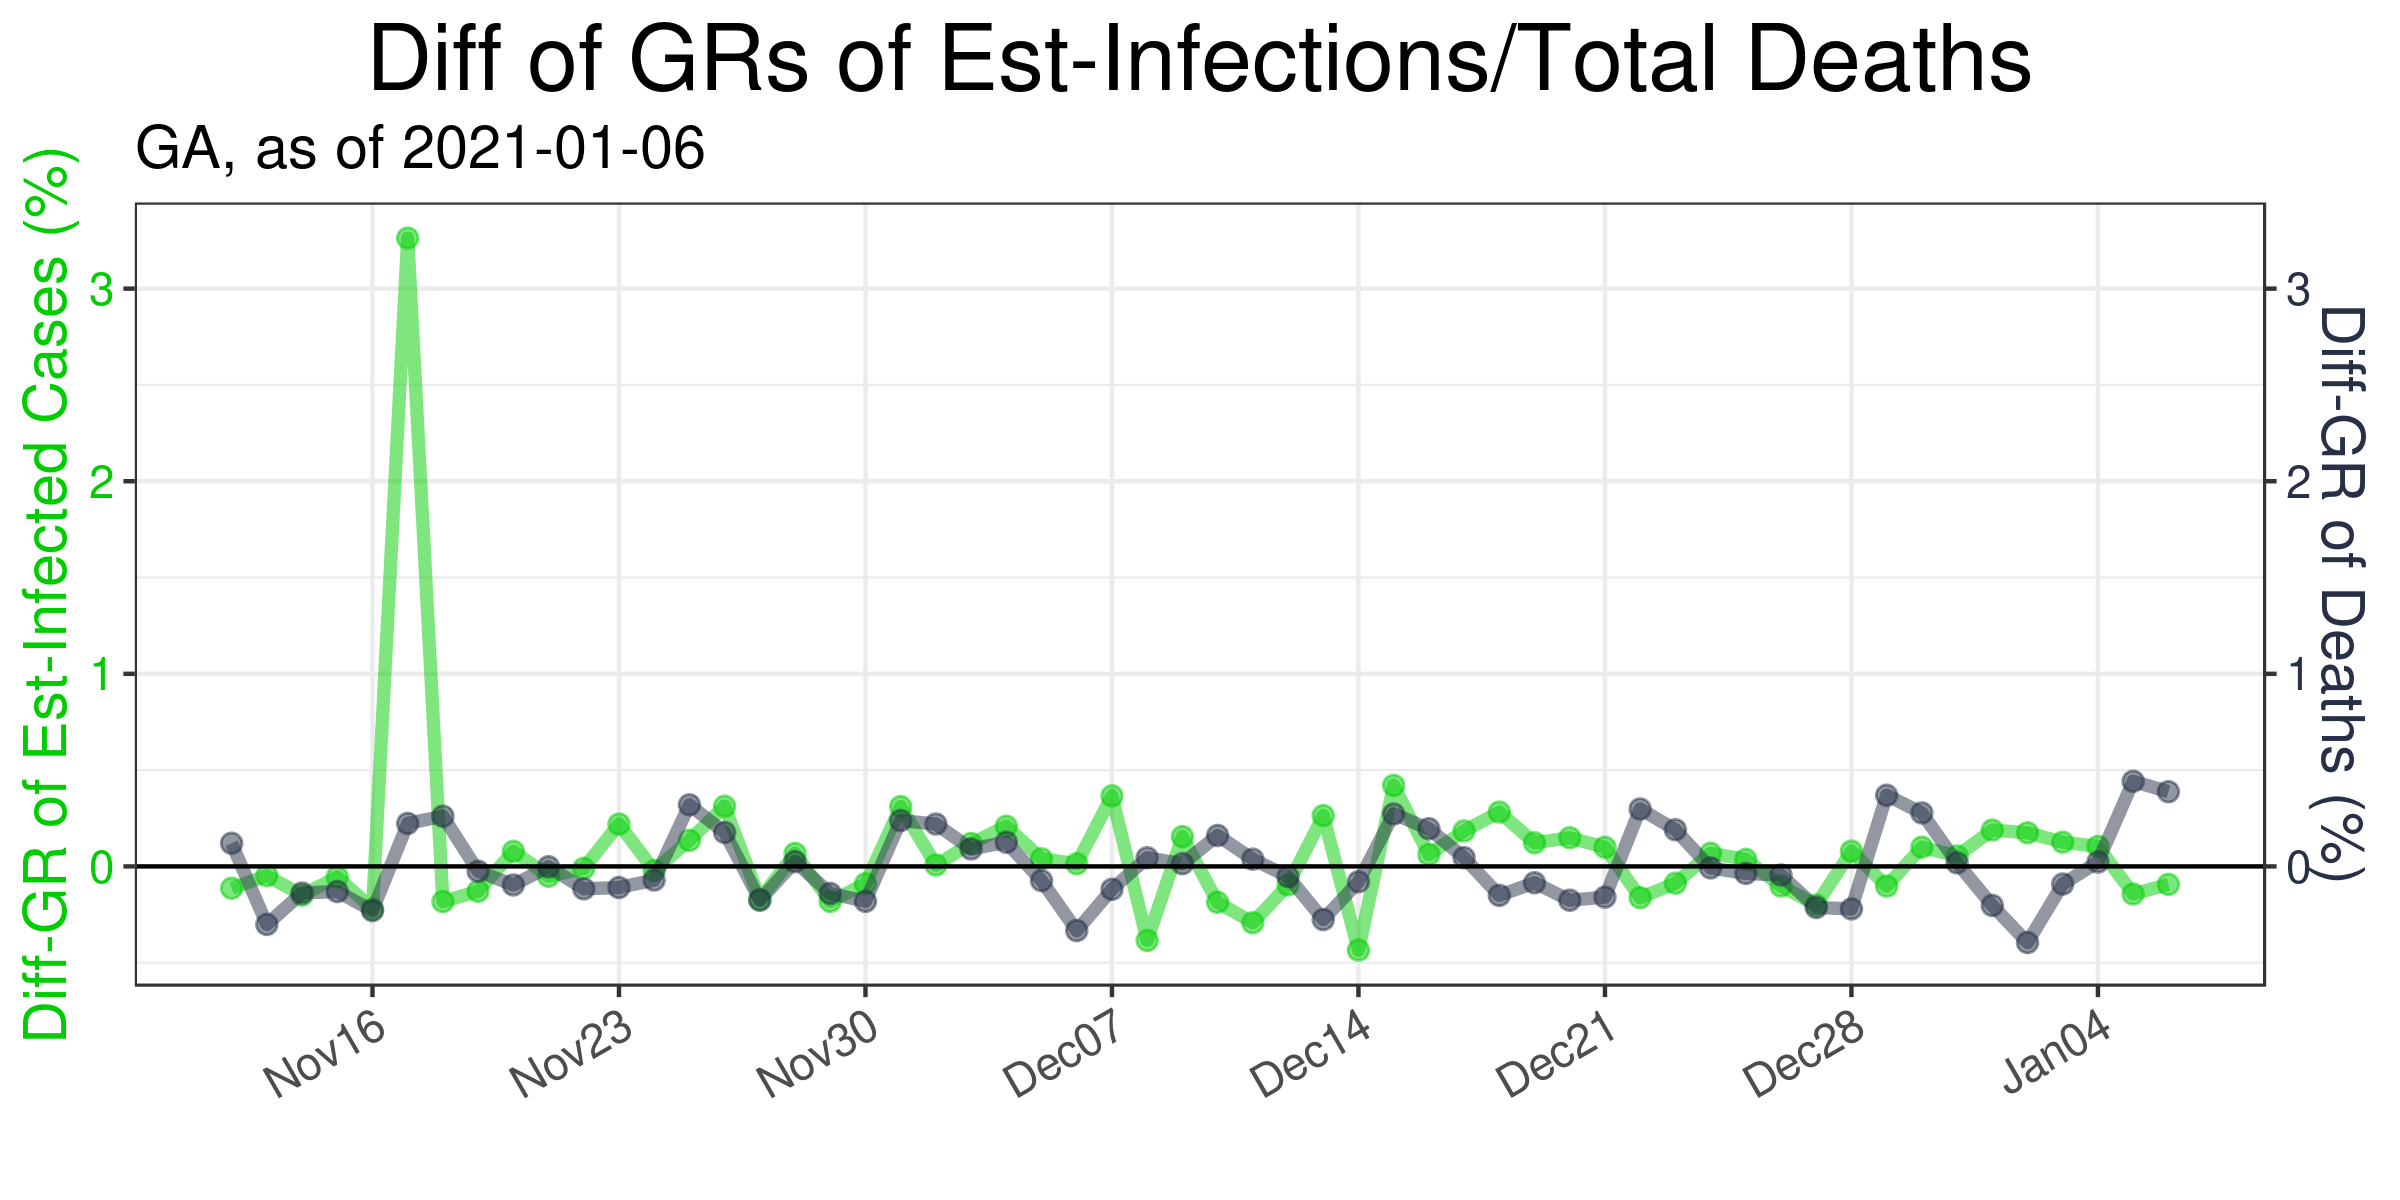 Diff of GRs of Est-Infections/Total Deaths
GA, as of 2021-01-06
Diff-GR of Est-Infected Cases (%)
3
2
1
0
3
2
1
0
Diff-GR of Deaths (%)
Nov16
Nov23
Nov30
Dec07
Dec14
Dec21
Dec28
Jan04